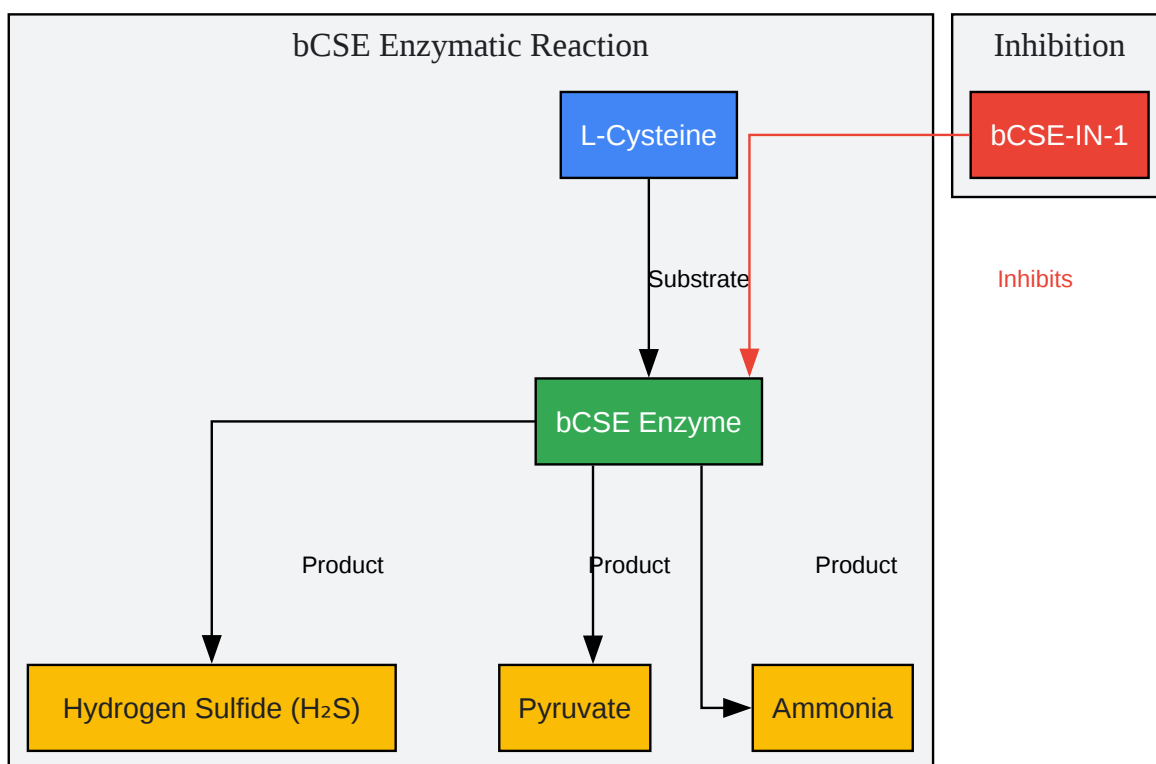 bCSE Enzymatic Reaction
Inhibition
L-Cysteine
bCSE-IN-1
Substrate
Inhibits
bCSE Enzyme
Product
Product
Product
Hydrogen Sulfide (H₂S)
Pyruvate
Ammonia